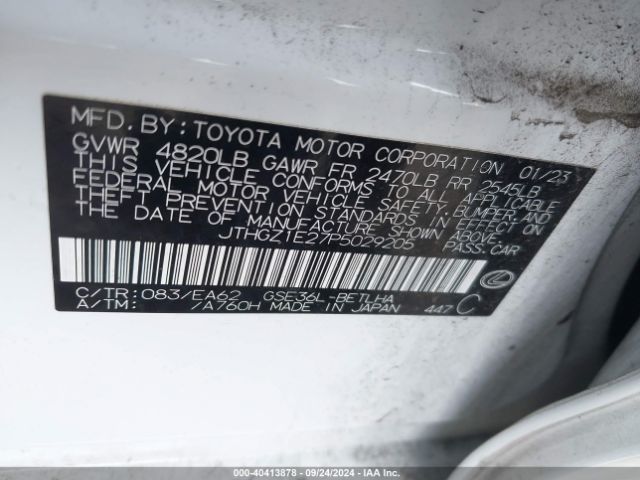 MFD. BY: TOYOTA MOTOR CORPORATION 01/23
GVWR 4820LB GAWR FR 2470LB RR 2545LB
THIS VEHICLE CONFORMS TO ALL APPLICABLE
FEDERAL MOTOR VEHICLE SAFETY, BUMPER, AND
THEFT PREVENTION STANDARDS IN EFFECT ON
THE DATE OF MANUFACTURE SHOWN ABOVE.
JTHGZ1E27P5029205 PASS.CAR
C/TR: 083/EA62 GSE36L-BETLHA
A/TM: /A760H MADE IN JAPAN 447 C
000-40413878 - 09/24/2024 - IAA Inc.